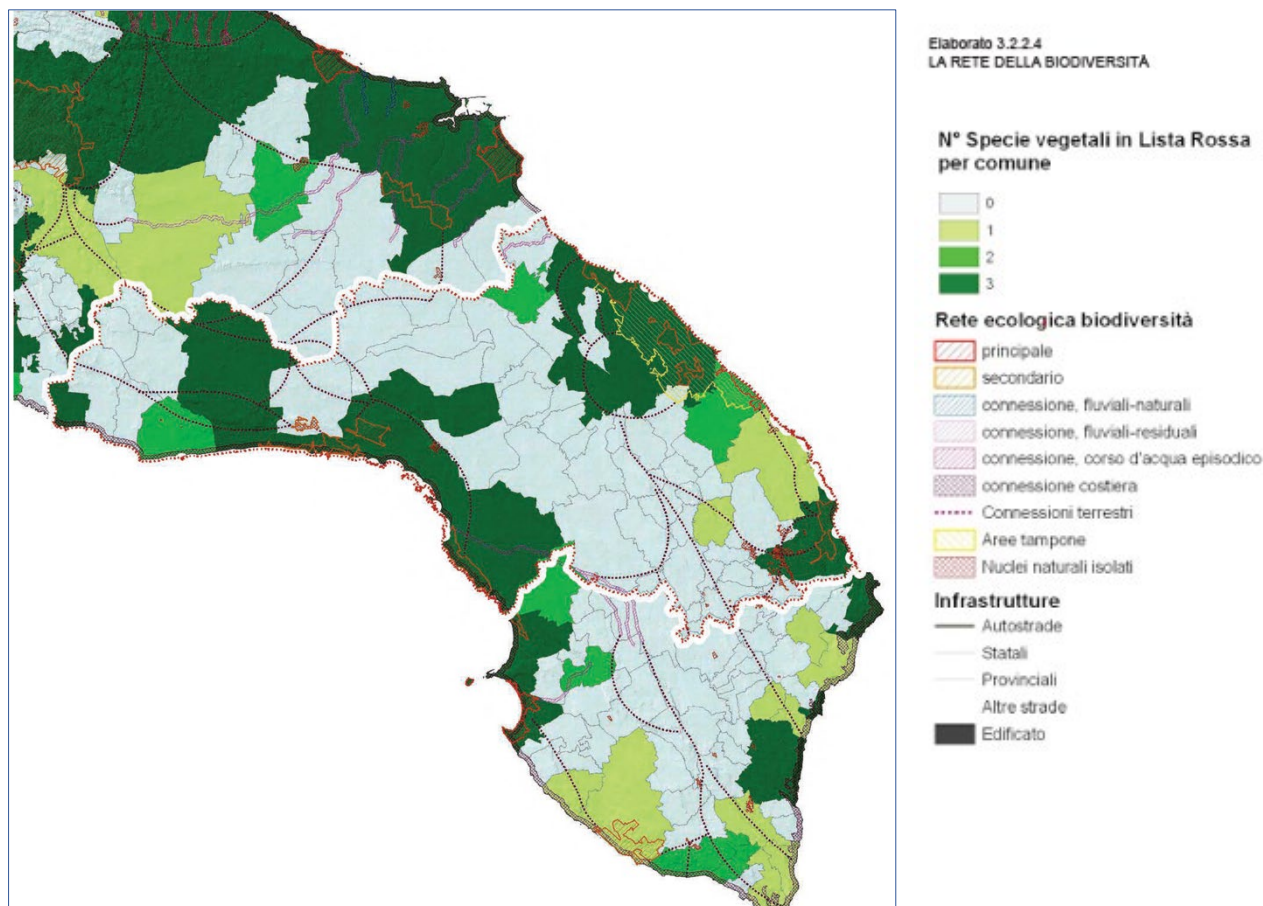 Elaborato 3.2.2.4
LA RETE DELLA BIODIVERSITÀ
N° Specie vegetali in Lista Rossa
per comune
0
1
2
3
Rete ecologica biodiversità
principale
secondario
connessione, fluviali-naturali
connessione, fluviali-residuali
connessione, corso d'acqua episodico
connessione costiera
Connessioni terrestri
Aree tampone
Nuclei naturali isolati
Infrastrutture
Autostrade
Statali
Provinciali
Altre strade
Edificato